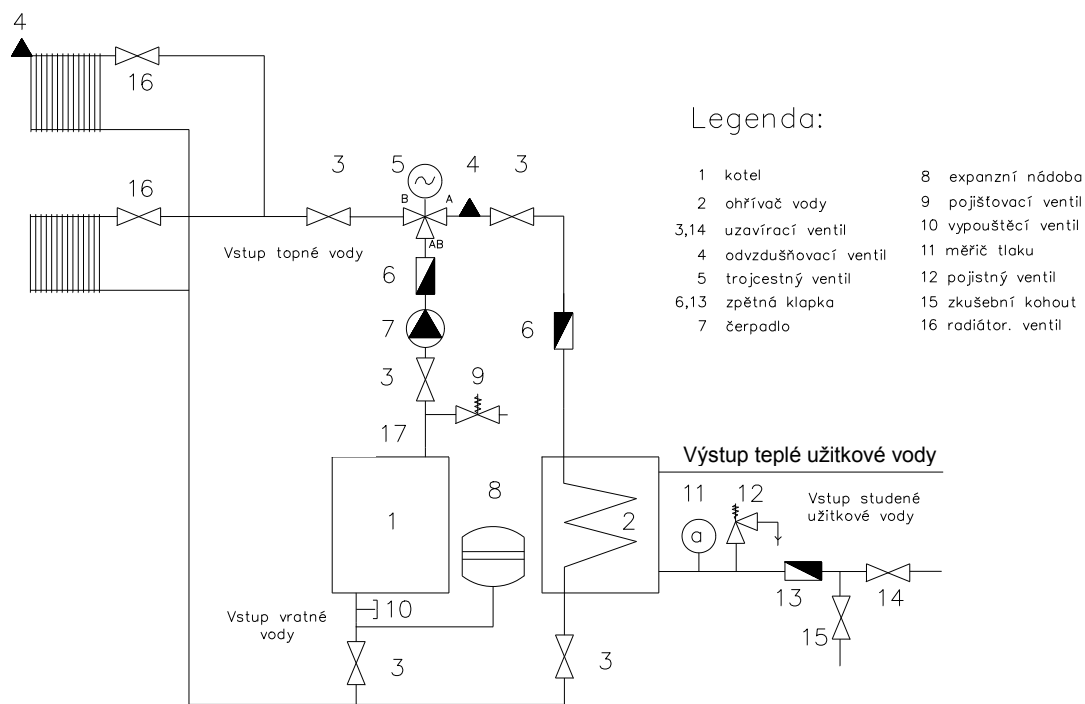 4
16
3
5
4
3
B
A
16
AB
Vstup topné vody
6
7
6
3
9
17
1
8
2
Vstup vratné
vody
10
3
3
Legenda:
1 kotel
2 ohřívač vody
3,14 uzavírací ventil
4 odvzdušňovací ventil
5 trojcestný ventil
6,13 zpětná klapka
7 čerpadlo
8 expanzní nádoba
9 pojišťovací ventil
10 vypouštěcí ventil
11 měřič tlaku
12 pojistný ventil
15 zkušební kohout
16 radiátor. ventil
Výstup teplé užitkové vody
11
12
Vstup studené
užitkové vody
a
13
14
15